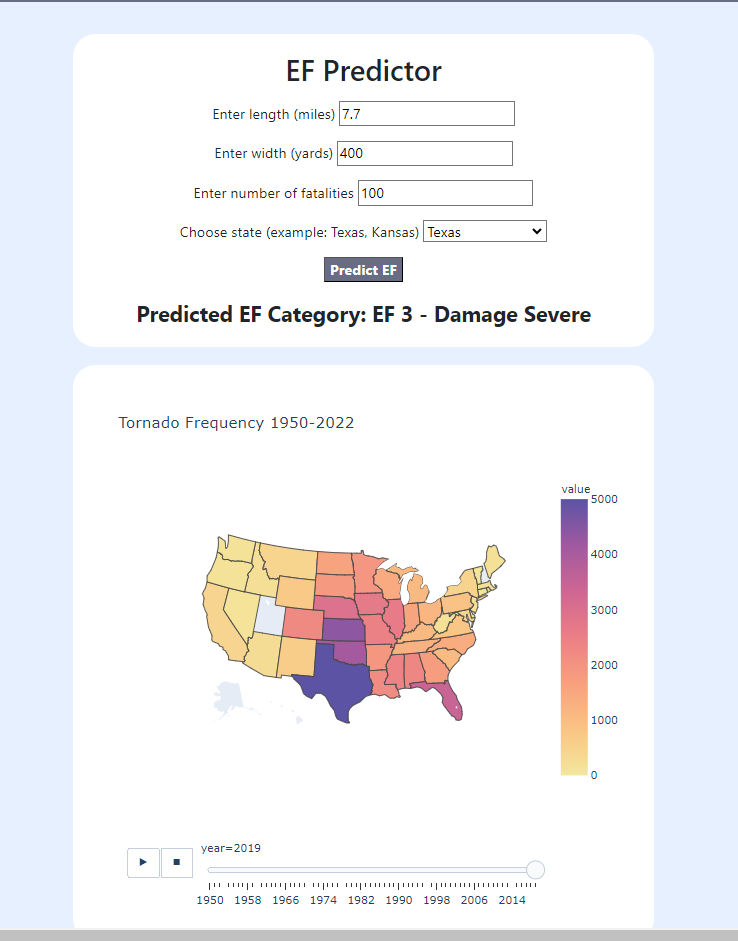 EF Predictor
Enter length (miles) 7.7
Enter width (yards) 400
Enter number of fatalities 100
Choose state (example: Texas, Kansas) Texas
Predict EF
Predicted EF Category: EF 3 - Damage Severe
Tornado Frequency 1950-2022
value
5000
4000
3000
2000
1000
0
year=2019
1950 1958 1966 1974 1982 1990 1998 2006 2014